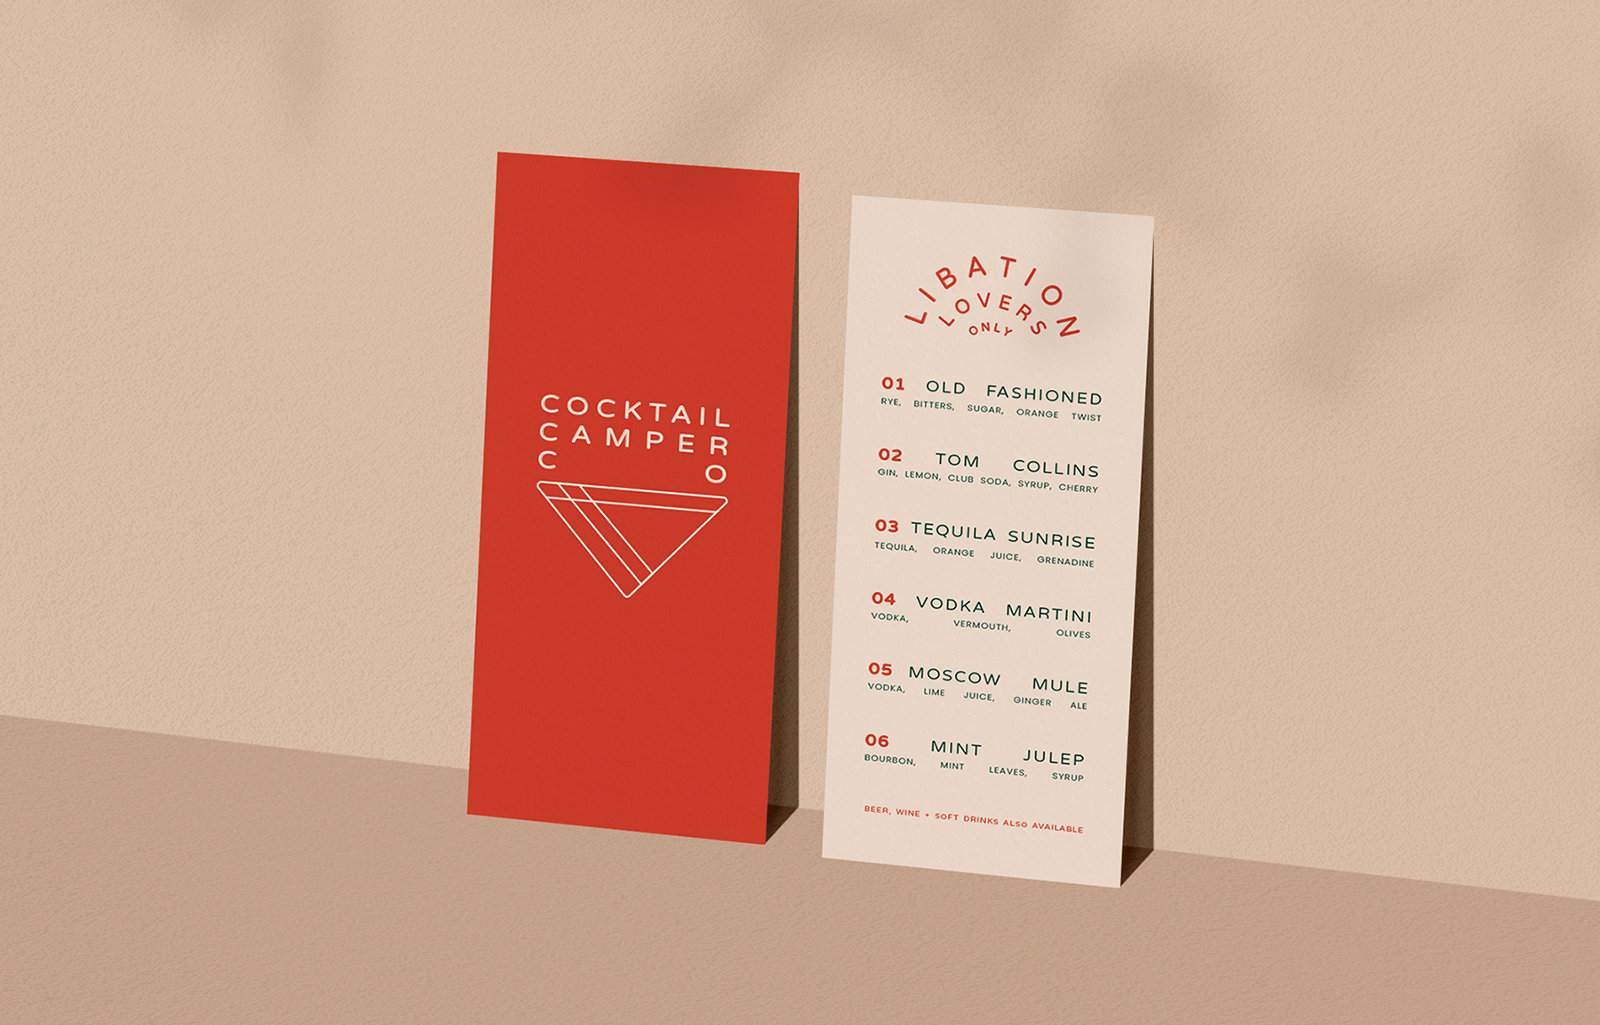 COCKTAIL
CAMPER
C O
LIBATION
LOVERS
ONLY
01 OLD FASHIONED
RYE, BITTERS, SUGAR, ORANGE TWIST
02 TOM COLLINS
GIN, LEMON, CLUB SODA, SYRUP, CHERRY
03 TEQUILA SUNRISE
TEQUILA, ORANGE JUICE, GRENADINE
04 VODKA MARTINI
VODKA, VERMOUTH, OLIVES
05 MOSCOW MULE
VODKA, LIME JUICE, GINGER ALE
06 MINT JULEP
BOURBON, MINT LEAVES, SYRUP
BEER, WINE + SOFT DRINKS ALSO AVAILABLE